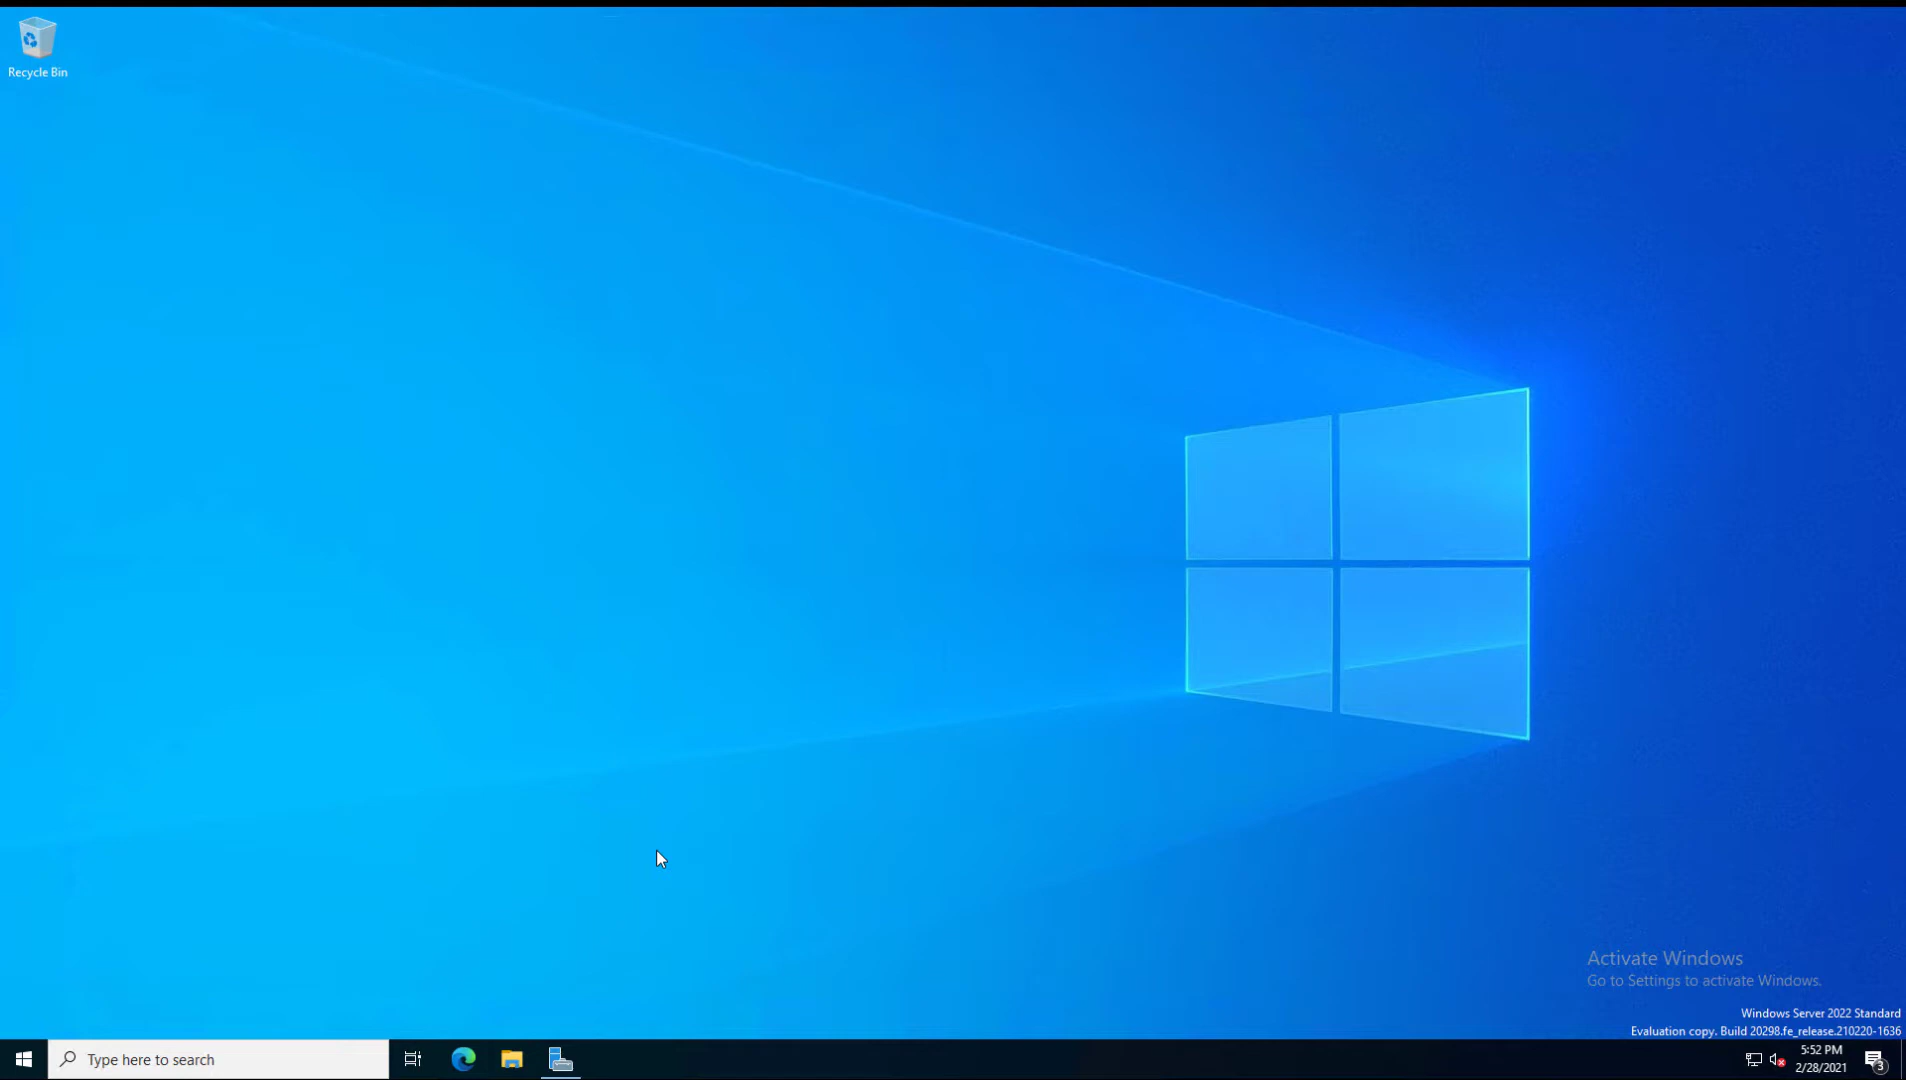 Recycle Bin
Activate Windows
Go to Settings to activate Windows.
Windows Server 2022 Standard
Evaluation copy. Build 20298.fe_release.210220-1636
Type here to search
5:52 PM
2/28/2021
3